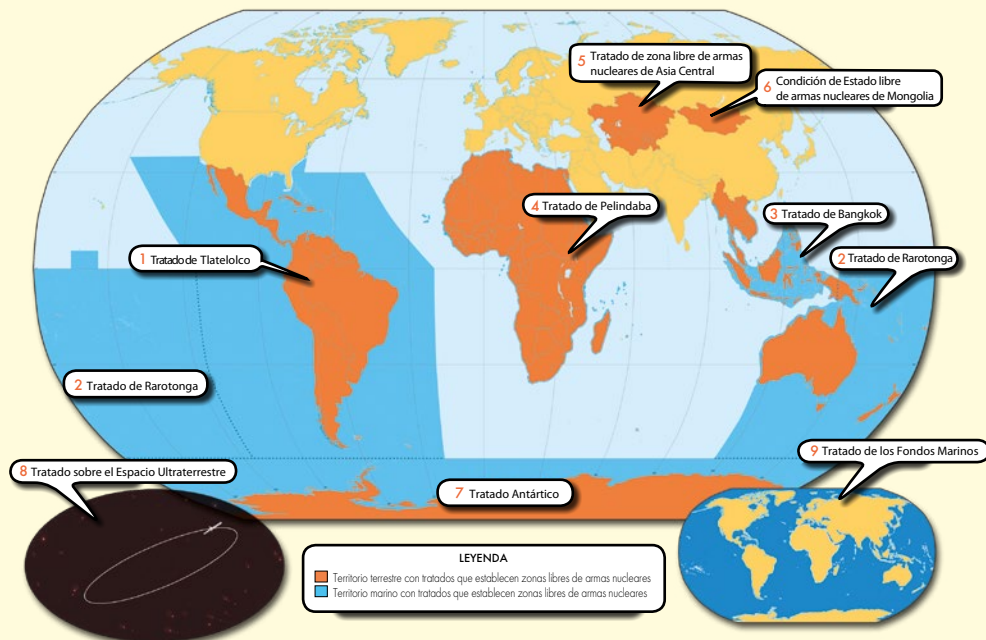 5 Tratado de zona libre de armas
nucleares de Asia Central
6 Condición de Estado libre
de armas nucleares de Mongolia
4 Tratado de Pelindaba
3 Tratado de Bangkok
1 Tratado de Tlatelolco
2 Tratado de Rarotonga
2 Tratado de Rarotonga
8 Tratado sobre el Espacio Ultraterrestre
9 Tratado de los Fondos Marinos
7 Tratado Antártico
LEYENDA
Territorio terrestre con tratados que establecen zonas libres de armas nucleares
Territorio marino con tratados que establecen zonas libres de armas nucleares